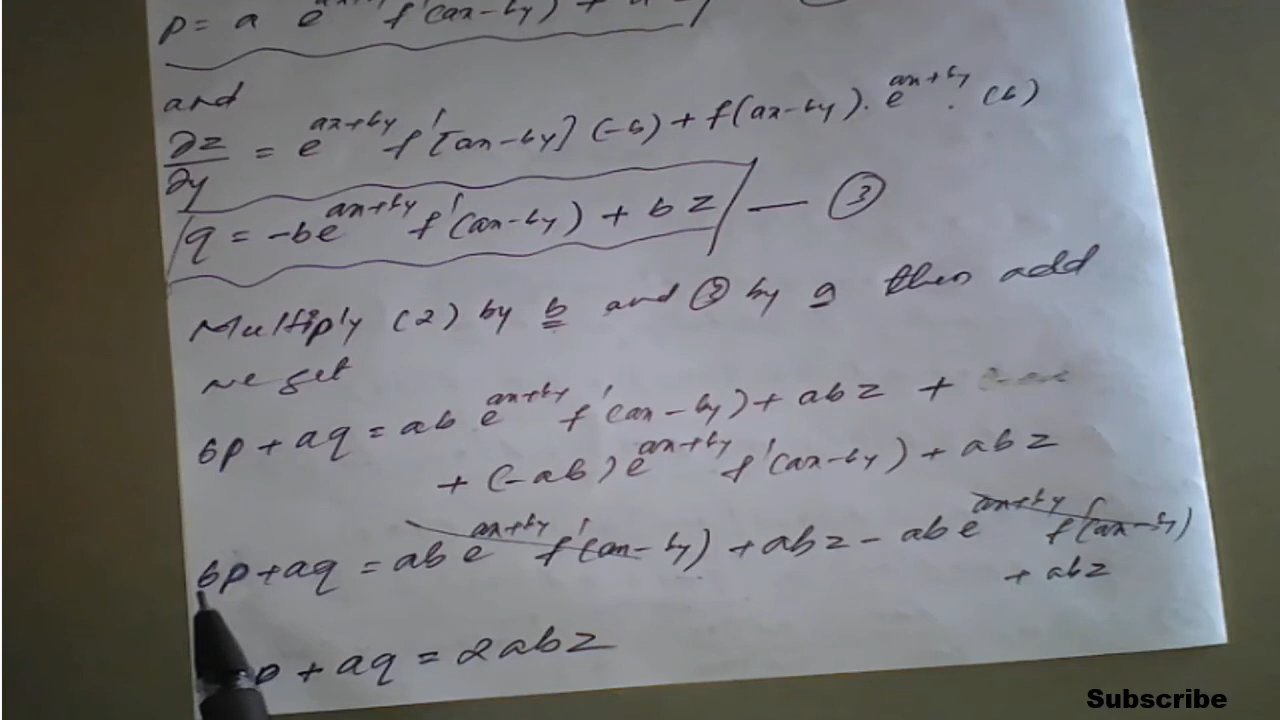 p = a e^{ax+by} f'(ax-by) + a
and
∂z/∂y = e^{ax+by} f'[ax-by] (-b) + f(ax-by). e^{ax+by} . (b)
q = -be^{ax+by} f'(ax-by) + bz — ③
Multiply (2) by b and ③ by a then add
we get
bp + aq = ab e^{ax+by} f'(ax-by) + abz +
+ (-ab) e^{ax+by} f'(ax-by) + abz
bp + aq = ab e^{ax+by} f'(ax-by) + abz - ab e^{ax+by} f'(ax-by)
+ abz
p + aq = 2abz
Subscribe